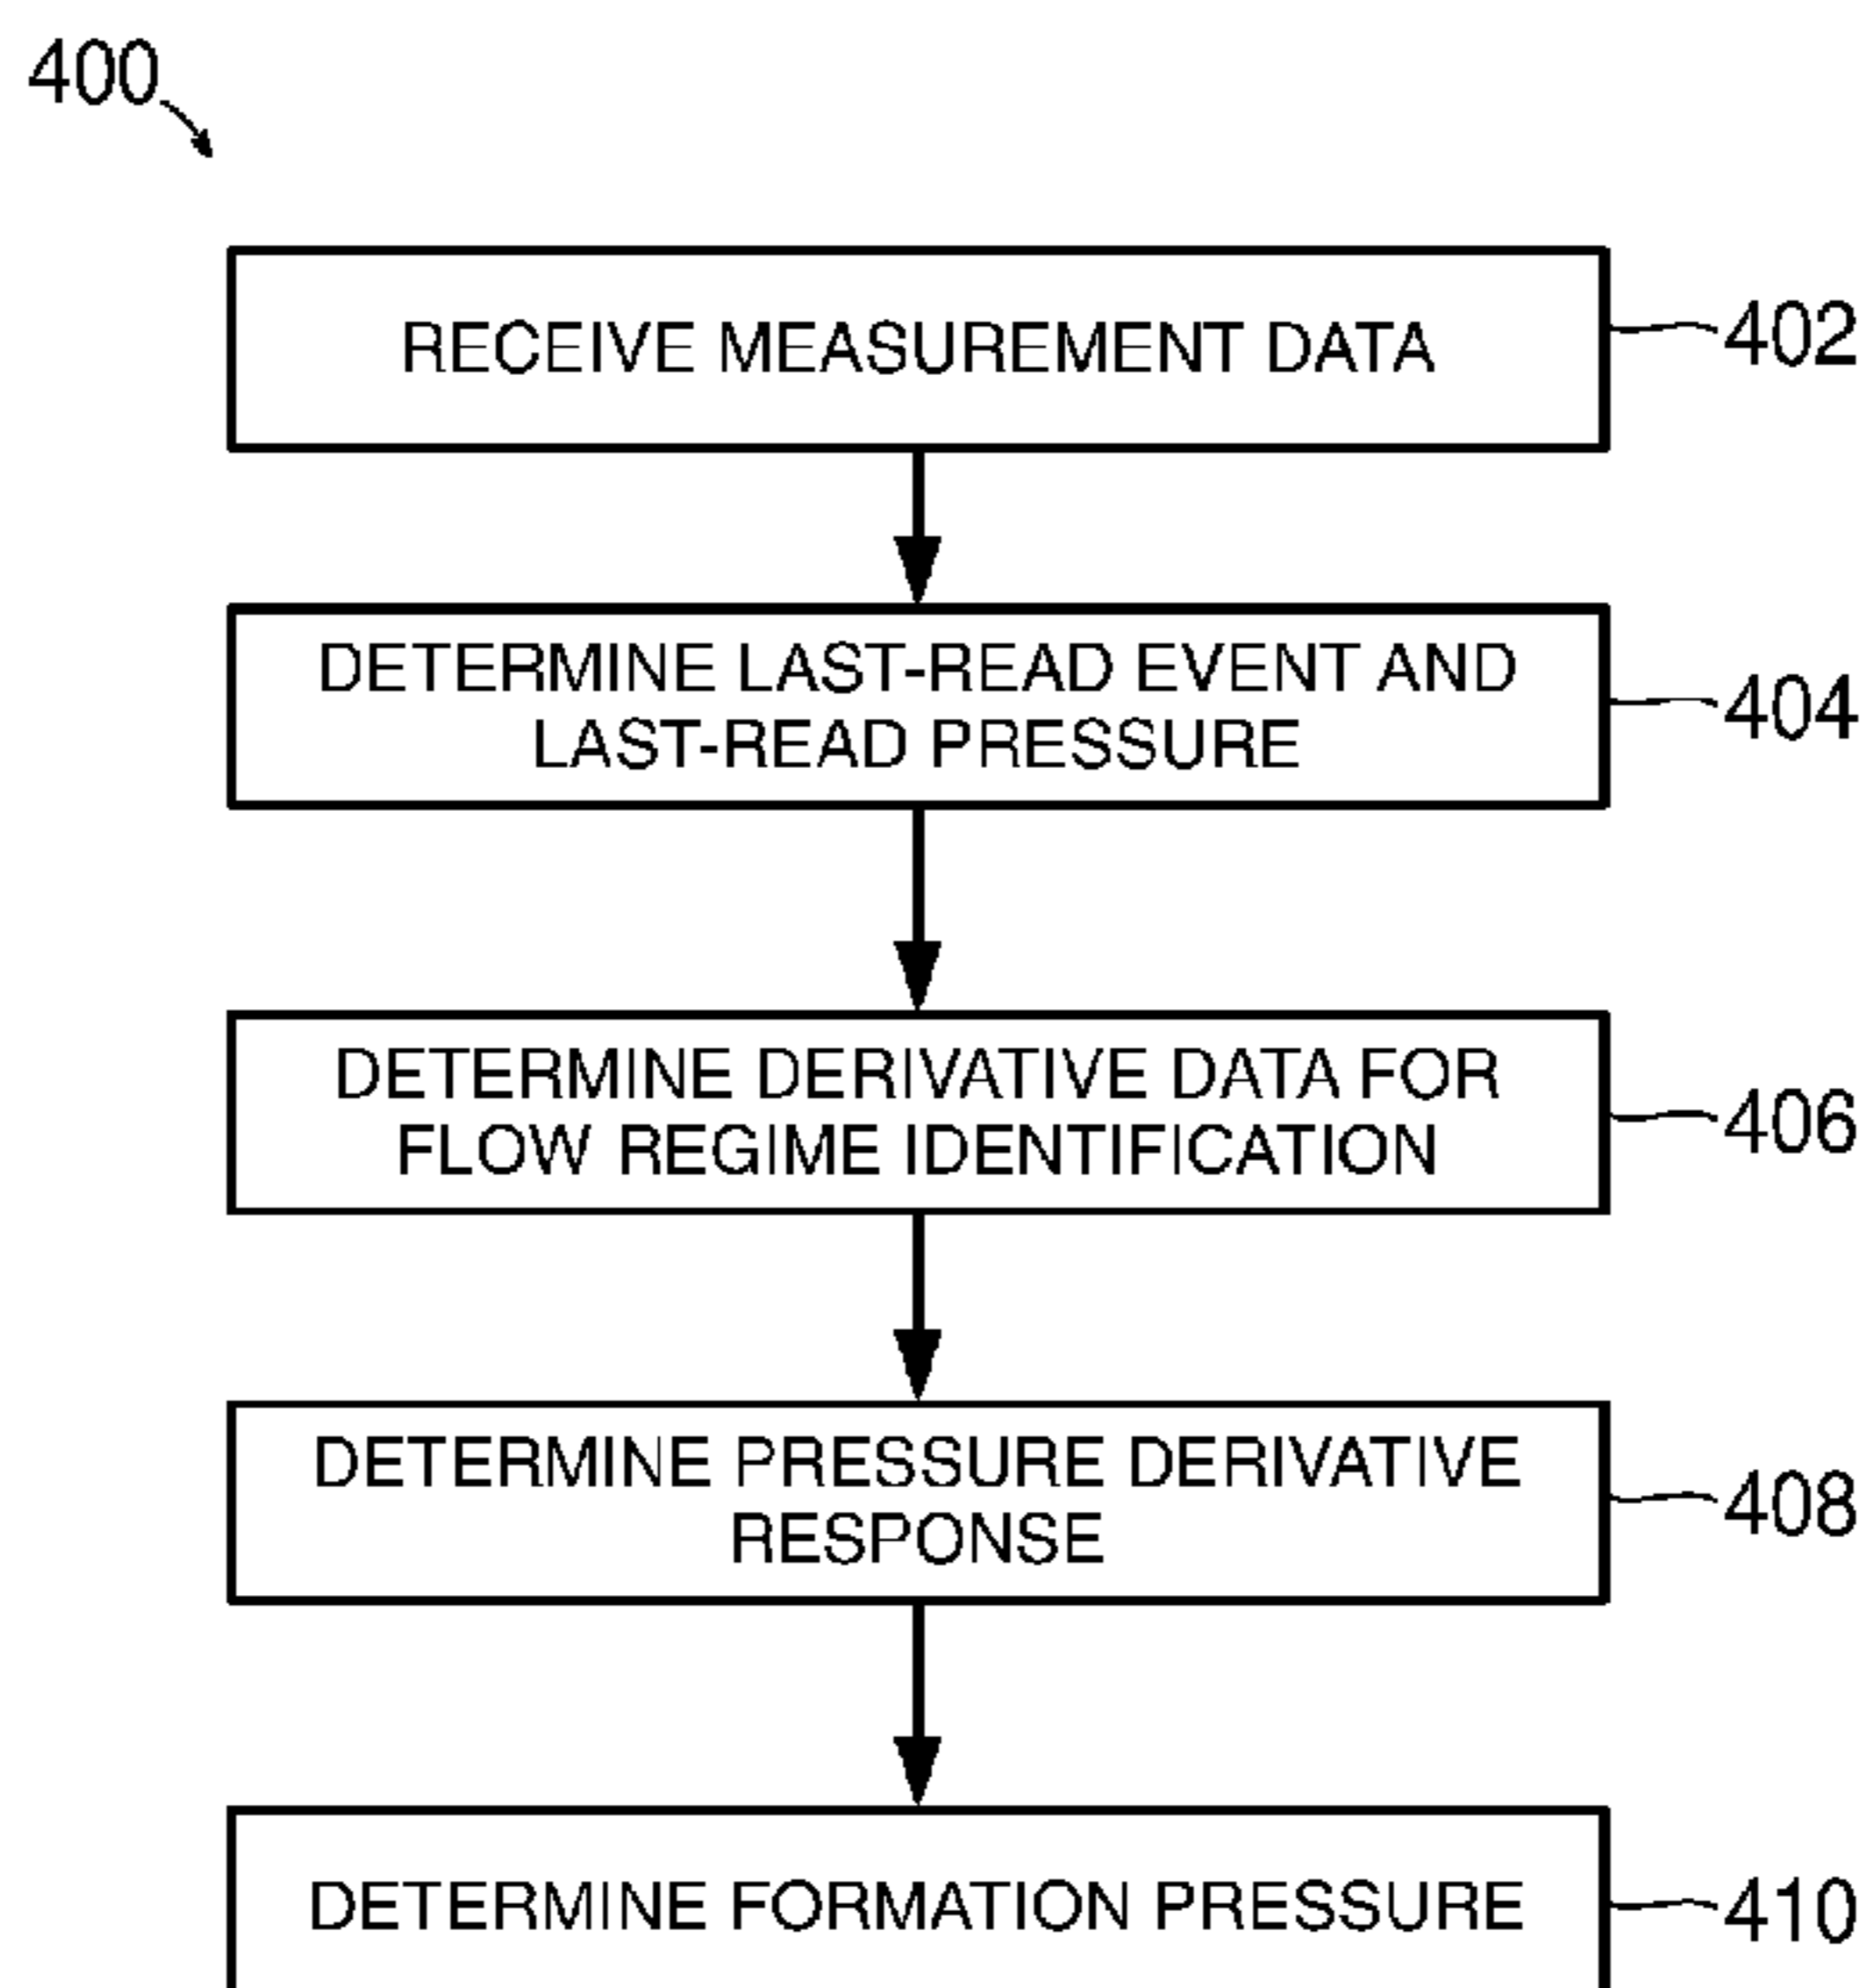 400
RECEIVE MEASUREMENT DATA
402
DETERMINE LAST-READ EVENT AND
LAST-READ PRESSURE
404
DETERMINE DERIVATIVE DATA FOR
FLOW REGIME IDENTIFICATION
406
DETERMINE PRESSURE DERIVATIVE
RESPONSE
408
DETERMINE FORMATION PRESSURE
410